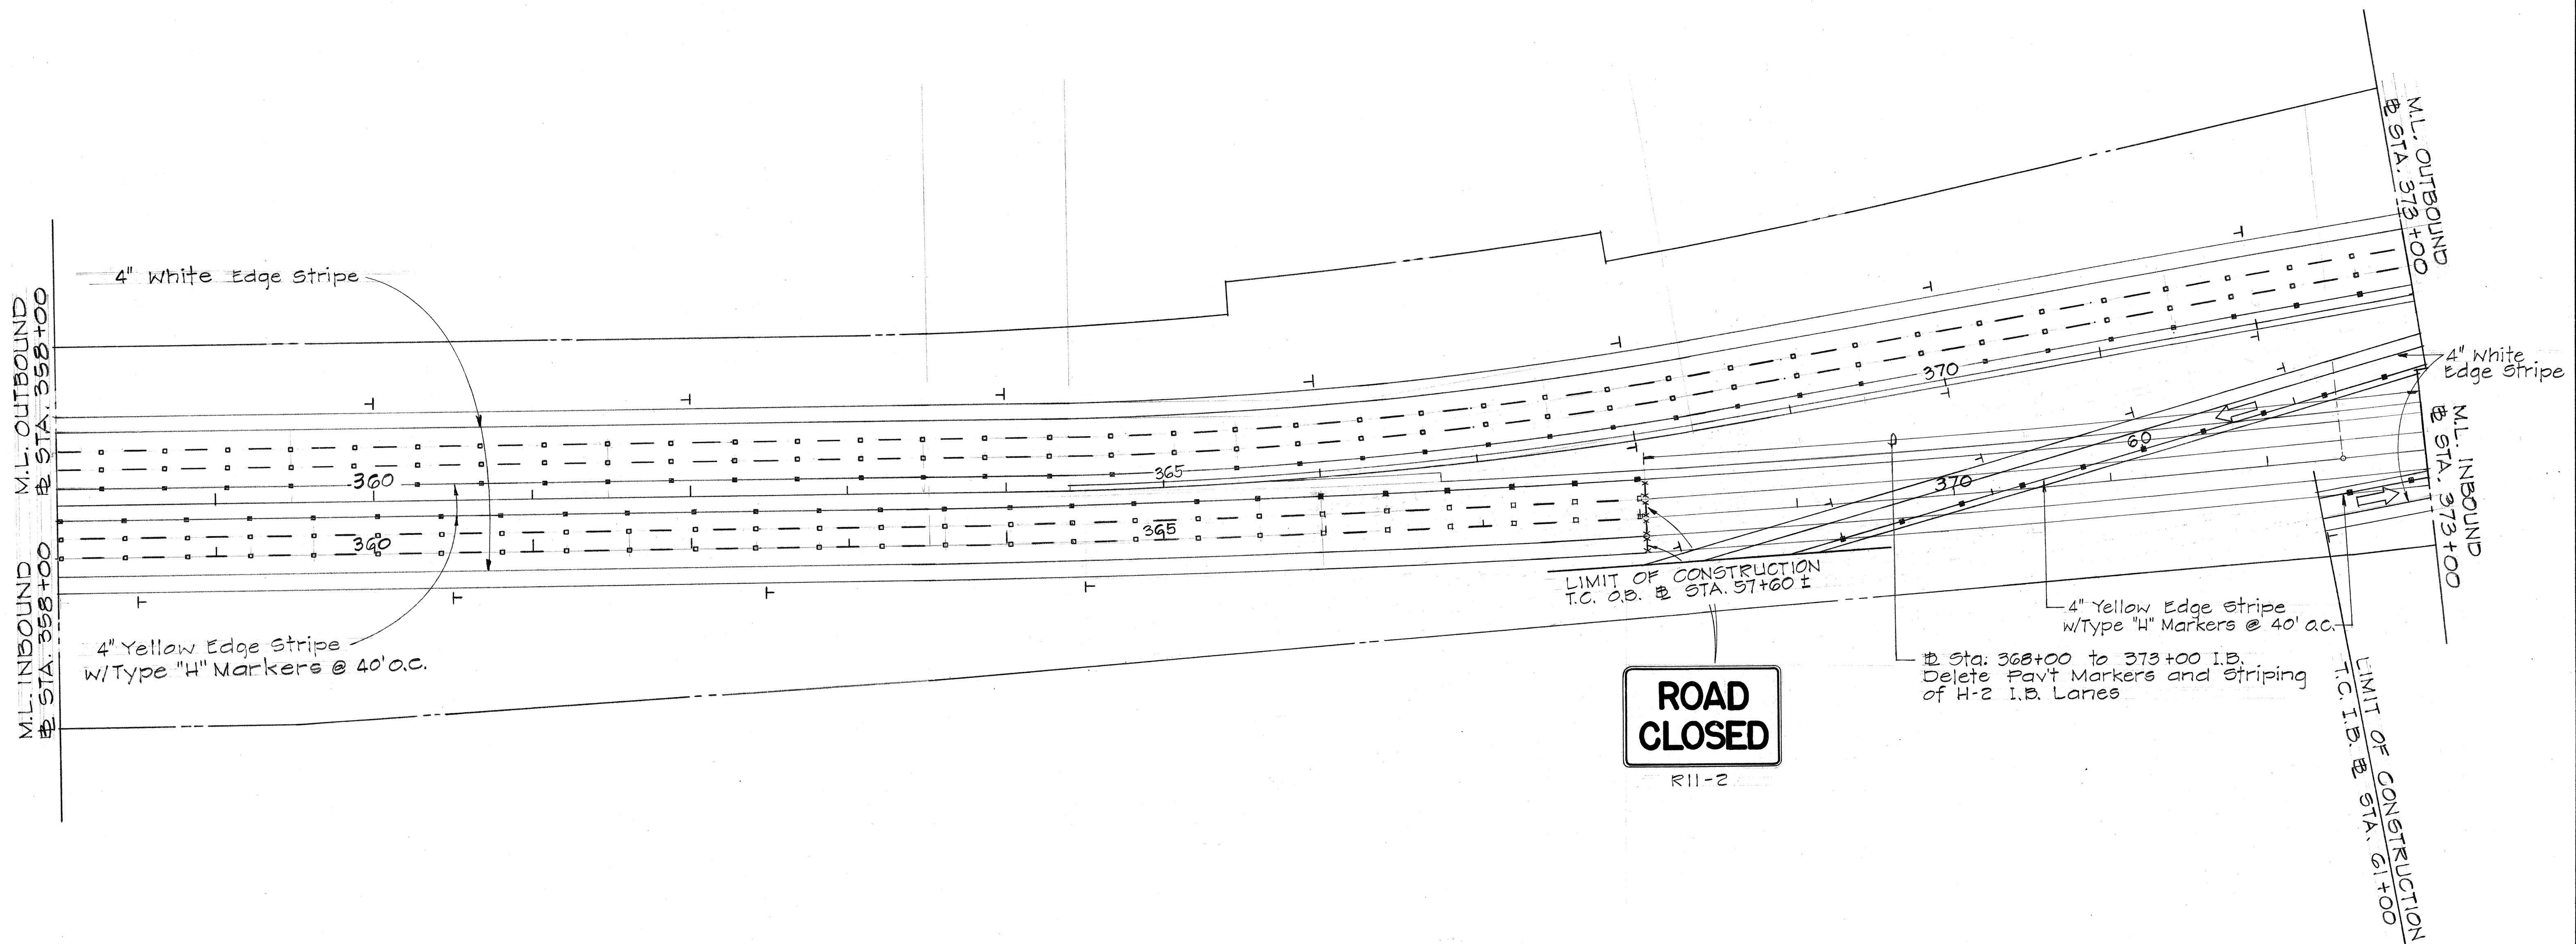 M.L. OUTBOUND
℄ STA. 358+00
M.L. INBOUND
℄ STA. 358+00
4" White Edge Stripe
4" Yellow Edge Stripe
w/Type "H" Markers @ 40' o.c.
360
360
365
365
370
370
60
LIMIT OF CONSTRUCTION
T.C. O.B. ℄ STA. 57+60 ±
ROAD
CLOSED
R11-2
℄ Sta. 368+00 to 373+00 I.B.
Delete Pav't Markers and Striping
of H-2 I.B. Lanes
4" Yellow Edge Stripe
w/Type "H" Markers @ 40' o.c.
M.L. OUTBOUND
℄ STA. 373+00
4" White
Edge Stripe
M.L. INBOUND
℄ STA. 373+00
LIMIT OF CONSTRUCTION
T.C. I.B. ℄ STA. 61+00